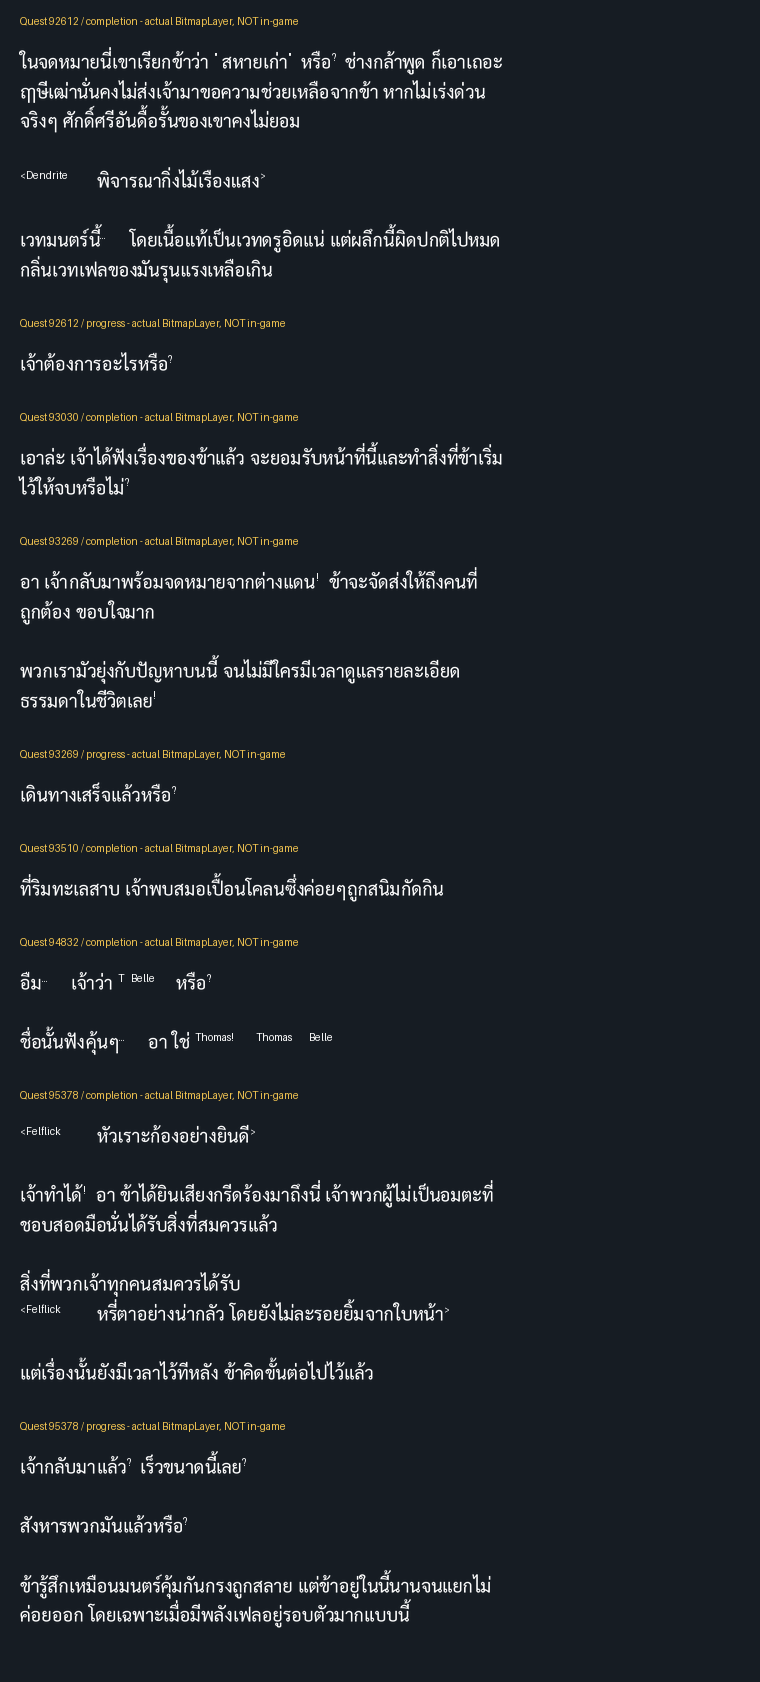 Quest 92612 / completion - actual BitmapLayer, NOT in-game
ในจดหมายนี่เขาเรียกข้าว่า "สหายเก่า" หรือ? ช่างกล้าพูด ก็เอาเถอะ
ฤๅษีเฒ่านั่นคงไม่ส่งเจ้ามาขอความช่วยเหลือจากข้า หากไม่เร่งด่วน
จริงๆ ศักดิ์ศรีอันดื้อรั้นของเขาคงไม่ยอม
<Dendrite พิจารณากิ่งไม้เรืองแสง>
เวทมนตร์นี้... โดยเนื้อแท้เป็นเวทดรูอิดแน่ แต่ผลึกนี้ผิดปกติไปหมด
กลิ่นเวทเฟลของมันรุนแรงเหลือเกิน
Quest 92612 / progress - actual BitmapLayer, NOT in-game
เจ้าต้องการอะไรหรือ?
Quest 93030 / completion - actual BitmapLayer, NOT in-game
เอาล่ะ เจ้าได้ฟังเรื่องของข้าแล้ว จะยอมรับหน้าที่นี้และทำสิ่งที่ข้าเริ่ม
ไว้ให้จบหรือไม่?
Quest 93269 / completion - actual BitmapLayer, NOT in-game
อา เจ้ากลับมาพร้อมจดหมายจากต่างแดน! ข้าจะจัดส่งให้ถึงคนที่
ถูกต้อง ขอบใจมาก
พวกเรามัวยุ่งกับปัญหาบนนี้ จนไม่มีใครมีเวลาดูแลรายละเอียด
ธรรมดาในชีวิตเลย!
Quest 93269 / progress - actual BitmapLayer, NOT in-game
เดินทางเสร็จแล้วหรือ?
Quest 93510 / completion - actual BitmapLayer, NOT in-game
ที่ริมทะเลสาบ เจ้าพบสมอเปื้อนโคลนซึ่งค่อยๆถูกสนิมกัดกิน
Quest 94832 / completion - actual BitmapLayer, NOT in-game
อืม... เจ้าว่า T Belle หรือ?
ชื่อนั้นฟังคุ้นๆ... อา ใช่ Thomas! Thomas Belle
Quest 95378 / completion - actual BitmapLayer, NOT in-game
<Felflick หัวเราะก้องอย่างยินดี>
เจ้าทำได้! อา ข้าได้ยินเสียงกรีดร้องมาถึงนี่ เจ้าพวกผู้ไม่เป็นอมตะที่
ชอบสอดมือนั่นได้รับสิ่งที่สมควรแล้ว
สิ่งที่พวกเจ้าทุกคนสมควรได้รับ
<Felflick หรี่ตาอย่างน่ากลัว โดยยังไม่ละรอยยิ้มจากใบหน้า>
แต่เรื่องนั้นยังมีเวลาไว้ทีหลัง ข้าคิดขั้นต่อไปไว้แล้ว
Quest 95378 / progress - actual BitmapLayer, NOT in-game
เจ้ากลับมาแล้ว? เร็วขนาดนี้เลย?
สังหารพวกมันแล้วหรือ?
ข้ารู้สึกเหมือนมนตร์คุ้มกันกรงถูกสลาย แต่ข้าอยู่ในนี้นานจนแยกไม่
ค่อยออก โดยเฉพาะเมื่อมีพลังเฟลอยู่รอบตัวมากแบบนี้